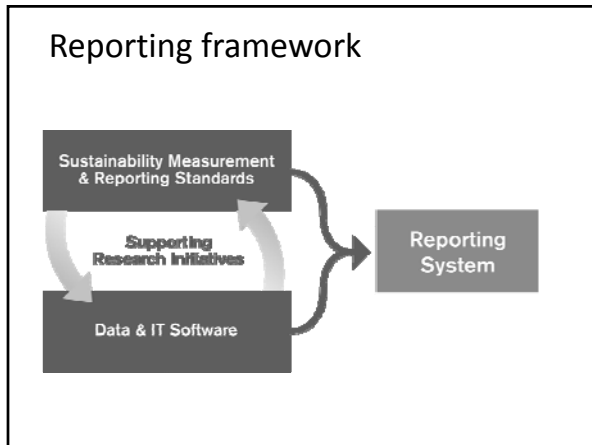 Reporting framework
Sustainability Measurement
& Reporting Standards
Supporting
Research Initiatives
Reporting
System
Data & IT Software